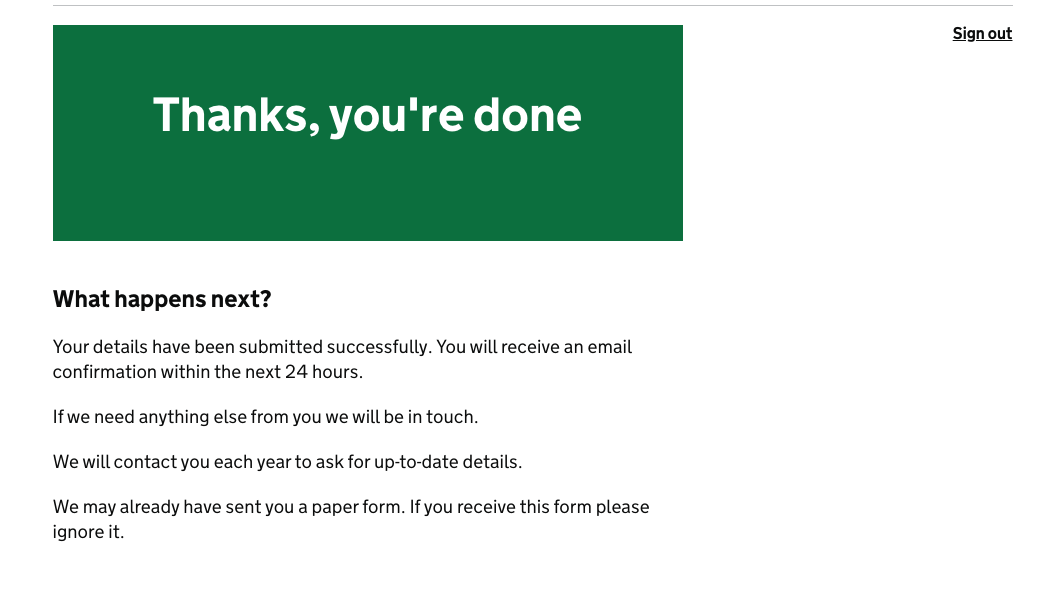 Sign out
Thanks, you're done
What happens next?
Your details have been submitted successfully. You will receive an email
confirmation within the next 24 hours.
If we need anything else from you we will be in touch.
We will contact you each year to ask for up-to-date details.
We may already have sent you a paper form. If you receive this form please
ignore it.